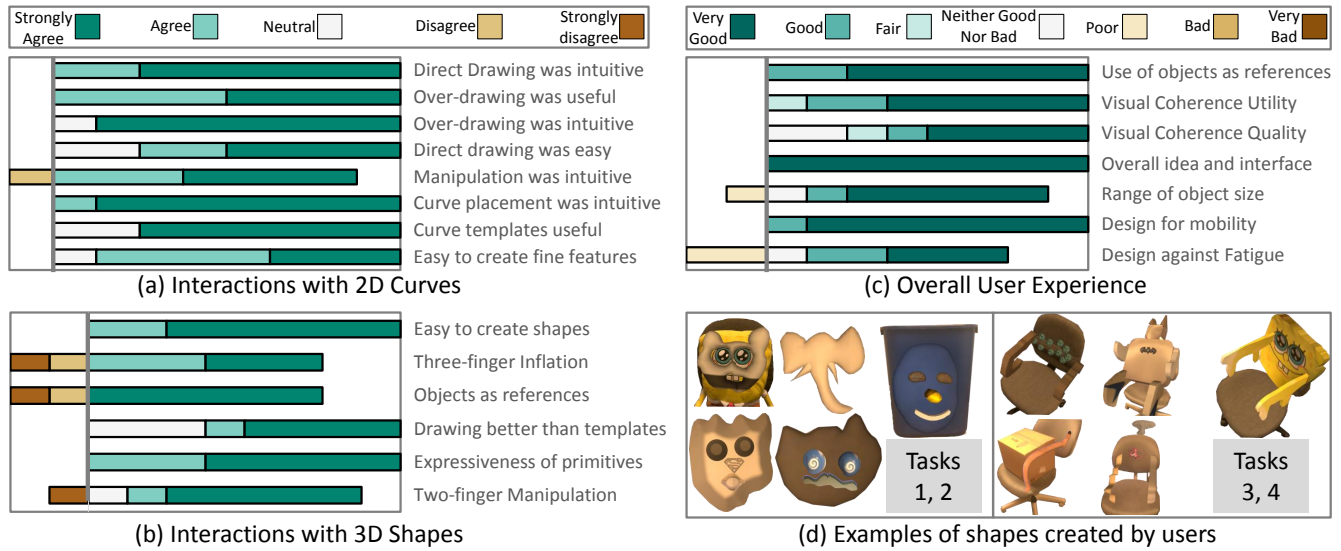 Strongly Agree
Agree
Neutral
Disagree
Strongly disagree
Direct Drawing was intuitive
Over-drawing was useful
Over-drawing was intuitive
Direct drawing was easy
Manipulation was intuitive
Curve placement was intuitive
Curve templates useful
Easy to create fine features
(a) Interactions with 2D Curves
Easy to create shapes
Three-finger Inflation
Objects as references
Drawing better than templates
Expressiveness of primitives
Two-finger Manipulation
(b) Interactions with 3D Shapes
Very Good
Good
Fair
Neither Good Nor Bad
Poor
Bad
Very Bad
Use of objects as references
Visual Coherence Utility
Visual Coherence Quality
Overall idea and interface
Range of object size
Design for mobility
Design against Fatigue
(c) Overall User Experience
Tasks
1, 2
Tasks
3, 4
(d) Examples of shapes created by users